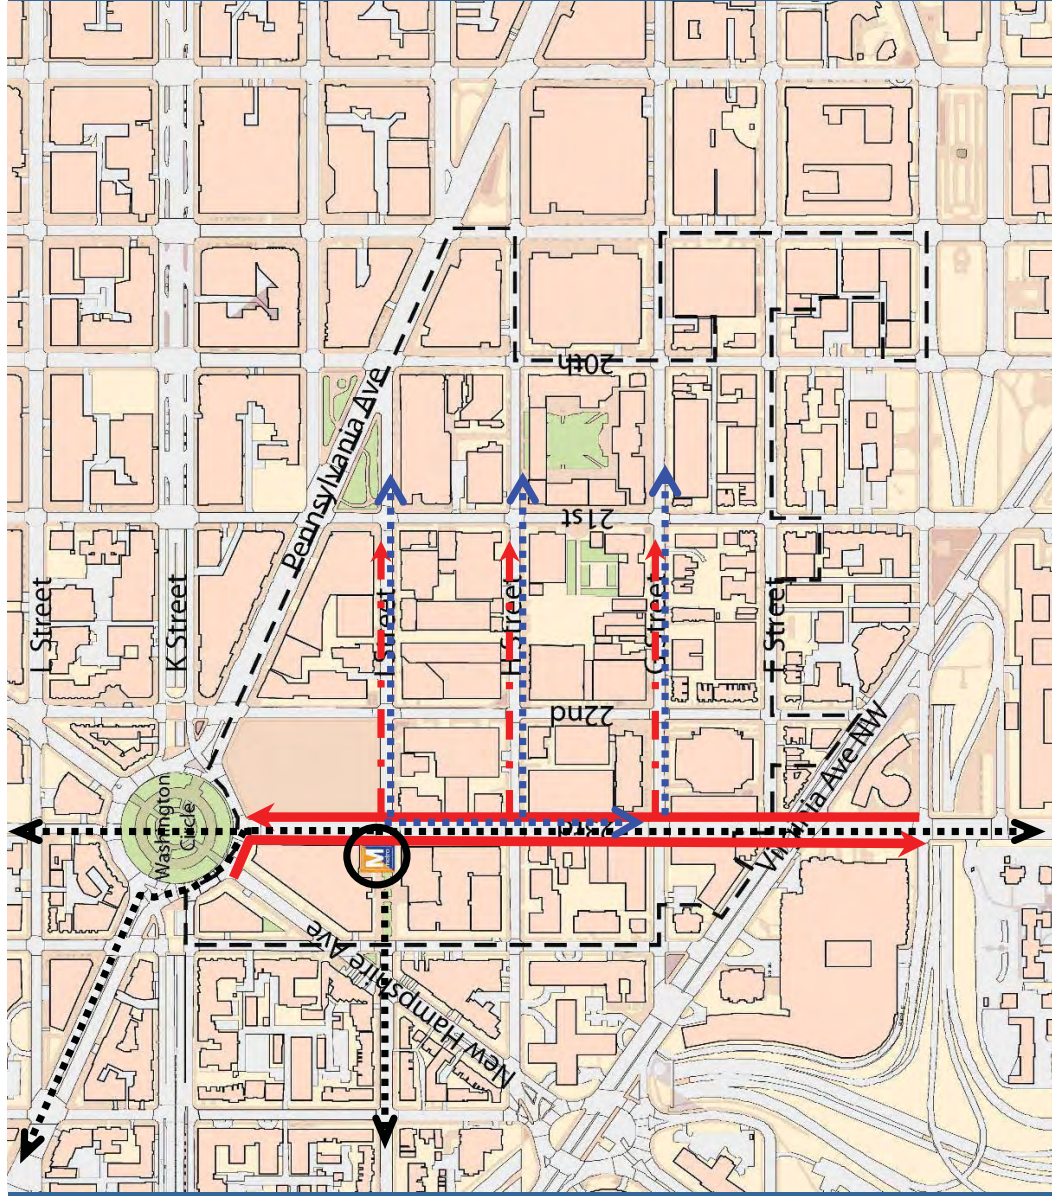 L Street
K Street
Pennsylvania Ave
Washington
Circle
I Street
H Street
G Street
F Street
20th
21st
22nd
23rd
Virginia Ave NW
New Hampshire Ave
M
metro